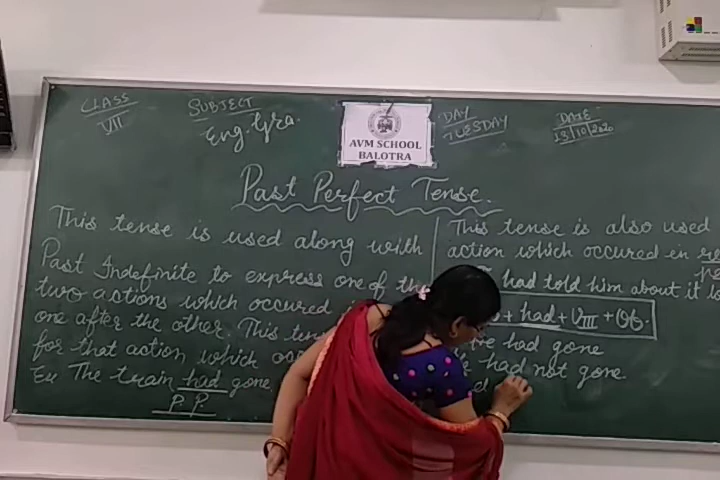 CLASS
VII
SUBJECT
Eng. Gra.
AVM SCHOOL
BALOTRA
DAY
TUESDAY
DATE
13/10/2020
Past Perfect Tense.
This tense is used along with
Past Indefinite to express one of the
two actions which occured
one after the other. This
for that action which
Ex The train had gone
P.P.
This tense is also used
action which occured in
had told him about it
+ had + VIII + Ob.
had gone
had not gone